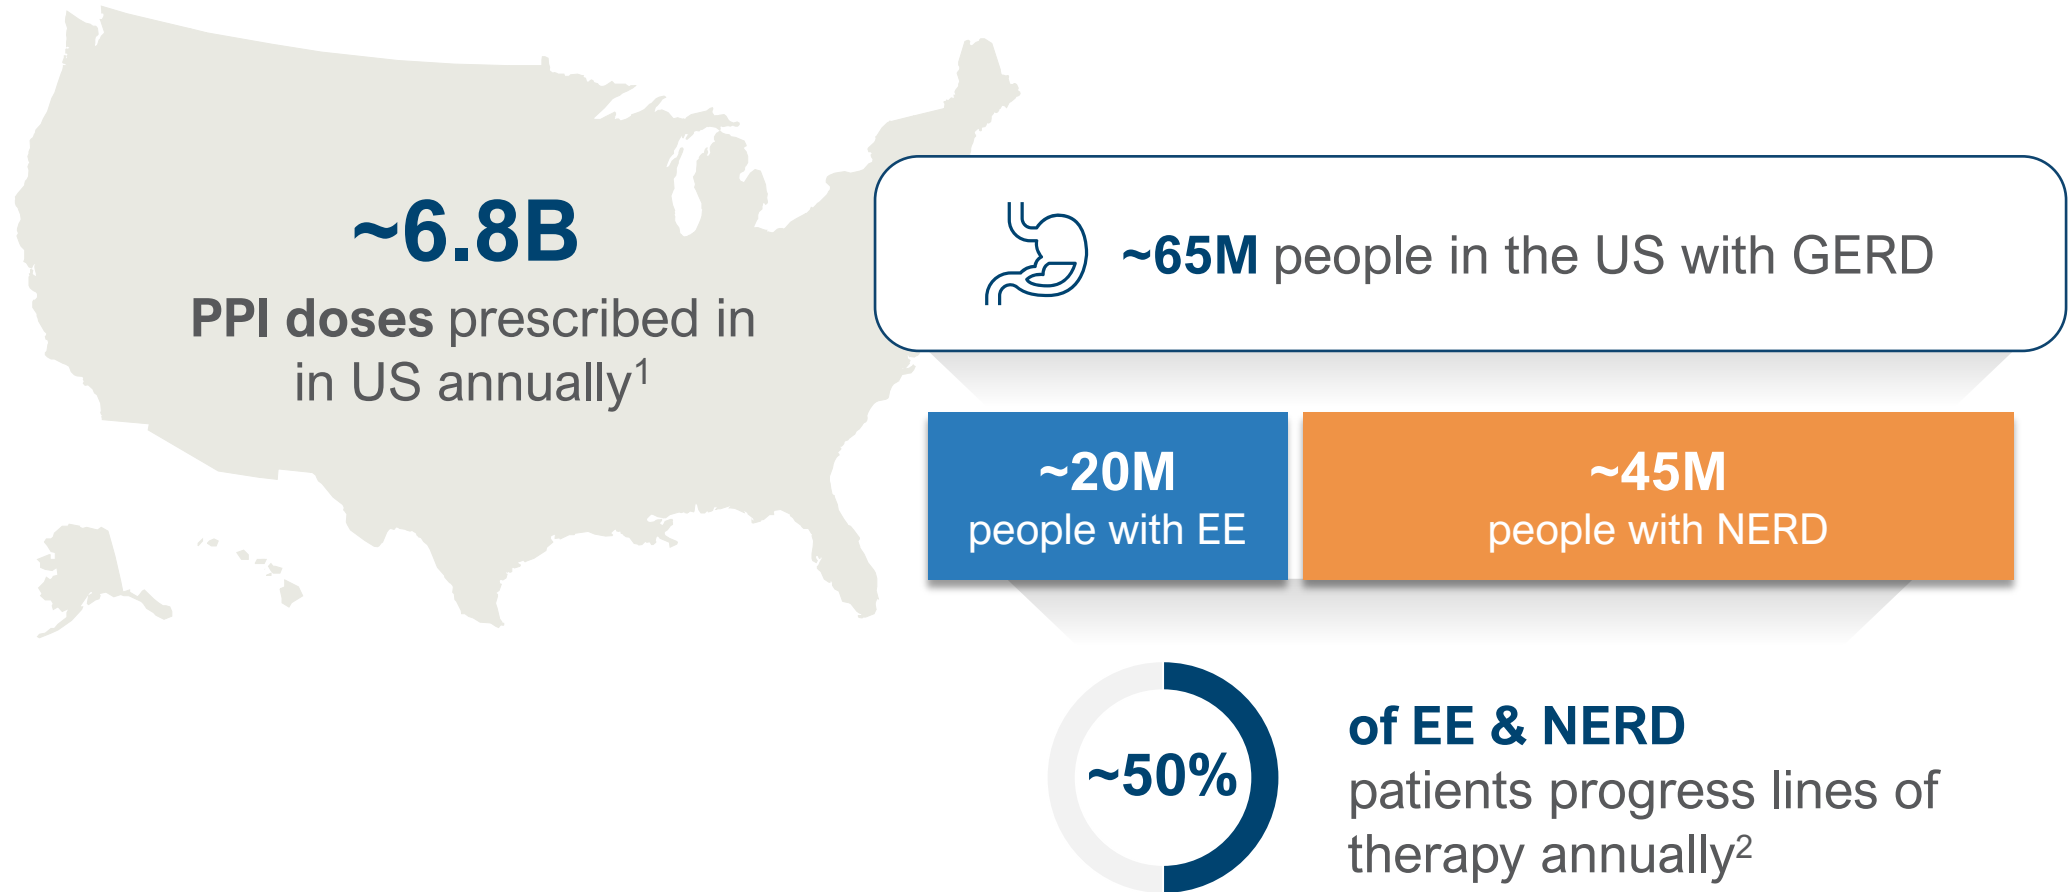 ~6.8B
PPI doses prescribed in
in US annually1
~65M people in the US with GERD
~20M
people with EE
~45M
people with NERD
~50%
of EE & NERD
patients progress lines of
therapy annually2